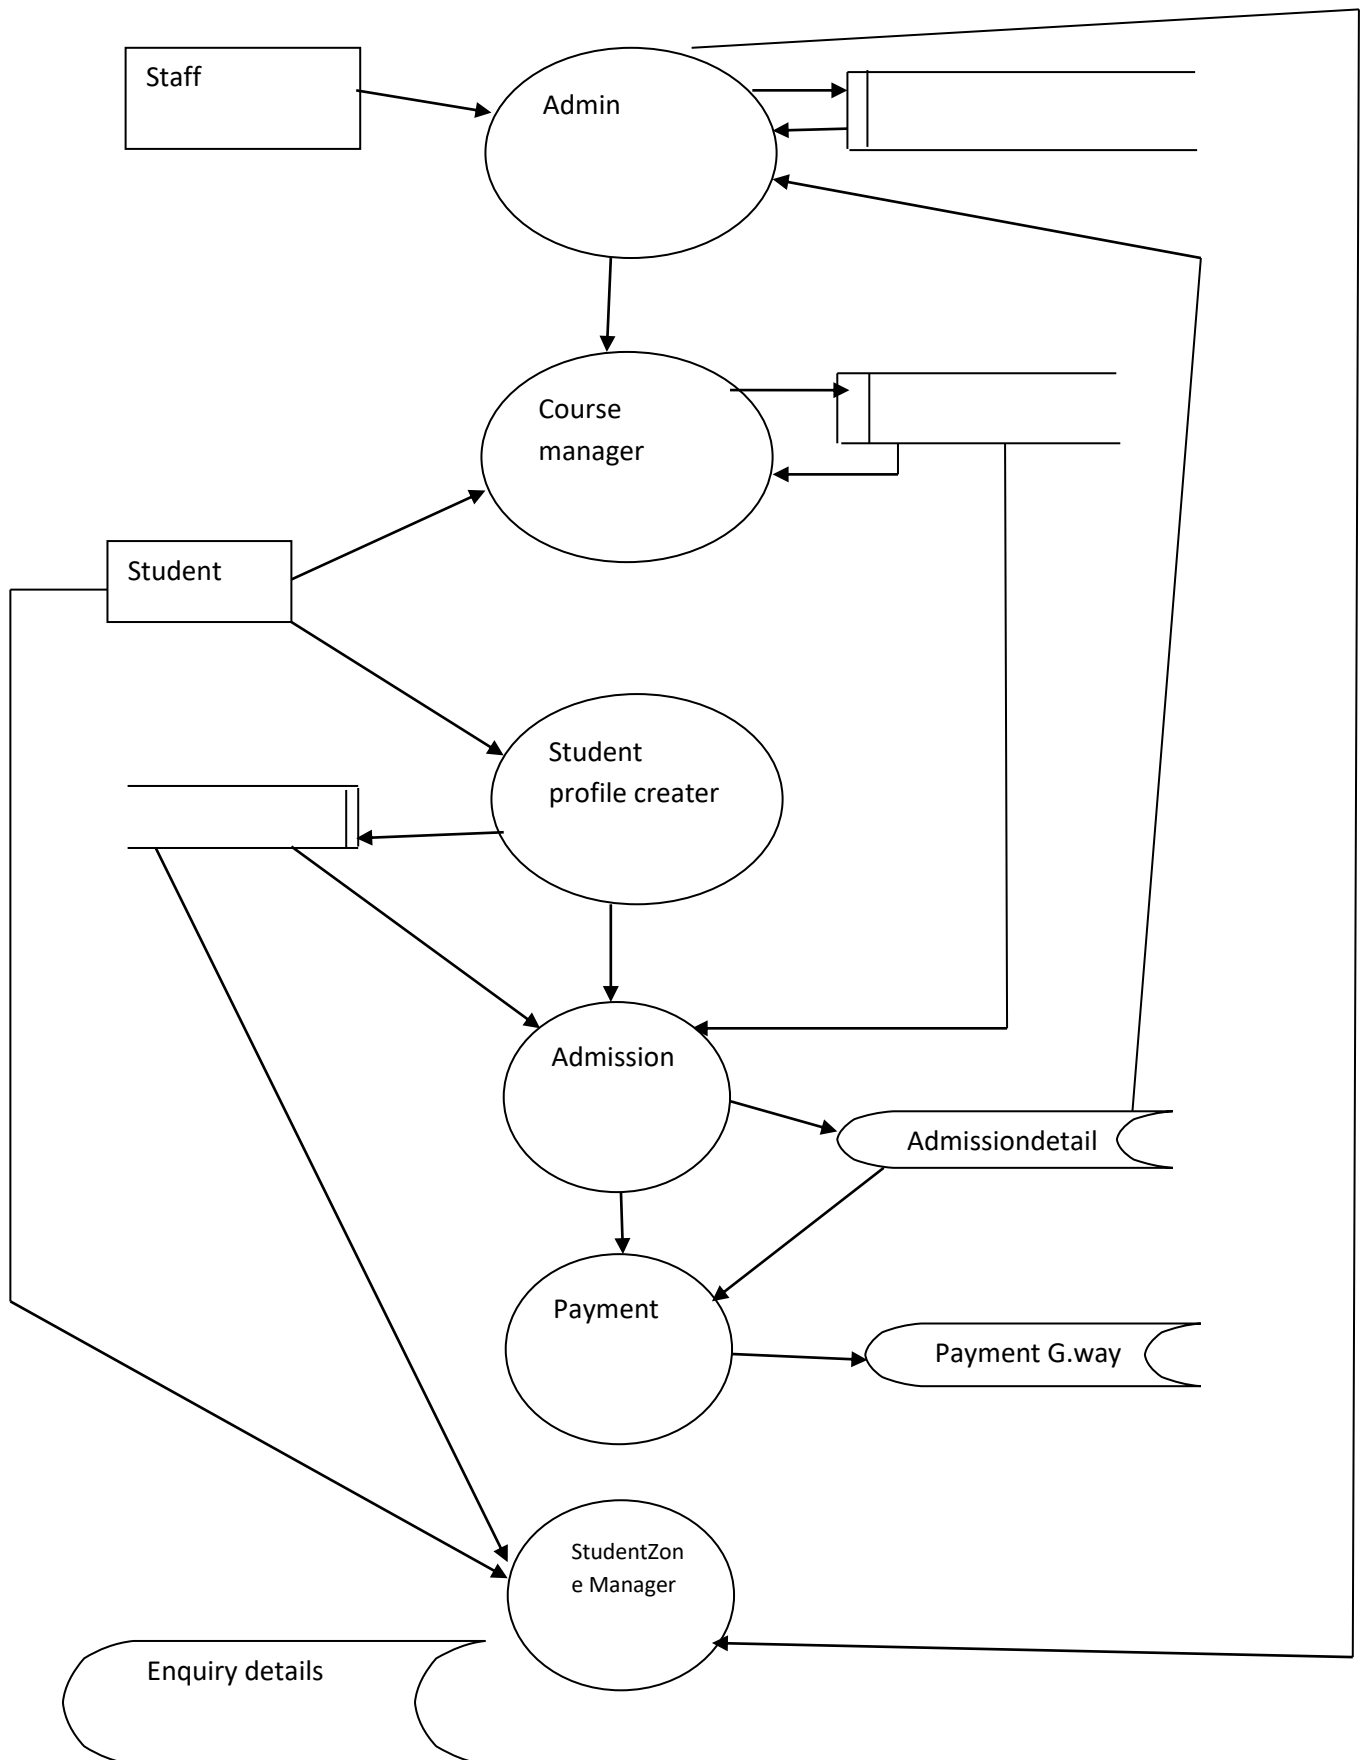 Staff
Admin
Course
manager
Student
Student
profile creater
Admission
Admissiondetail
Payment
Payment G.way
StudentZon
e Manager
Enquiry details